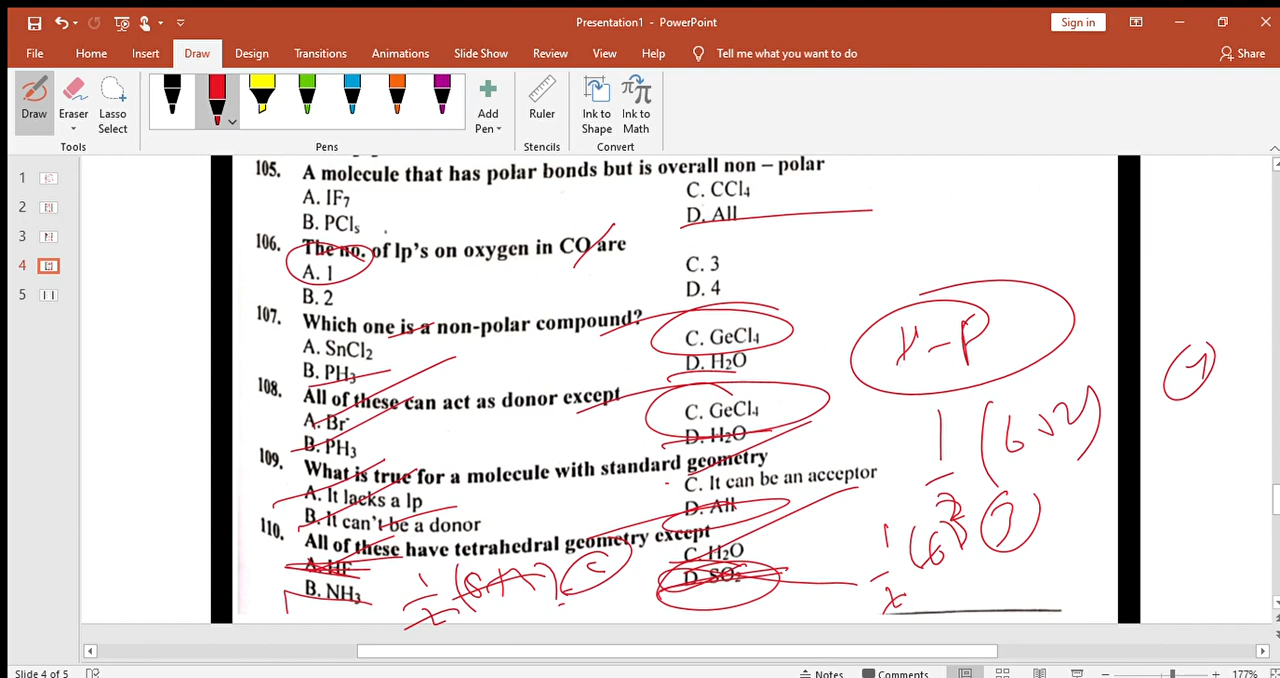 Presentation1 - PowerPoint
Sign in
File Home Insert Draw Design Transitions Animations Slide Show Review View Help Tell me what you want to do Share
Draw Eraser Lasso Select Add Pen Ruler Ink to Shape Ink to Math
Tools Pens Stencils Convert
1
2
3
4
5
105. A molecule that has polar bonds but is overall non – polar
A. IF₇ C. CCl₄
B. PCl₅ D. All
106. The no. of lp's on oxygen in CO are
A. 1 C. 3
B. 2 D. 4
107. Which one is a non-polar compound?
A. SnCl₂ C. GeCl₄
B. PH₃ D. H₂O
108. All of these can act as donor except
A. Br⁻ C. GeCl₄
B. PH₃ D. H₂O
109. What is true for a molecule with standard geometry
A. It lacks a lp C. It can be an acceptor
B. It can't be a donor D. All
110. All of these have tetrahedral geometry except
A. HF C. H₂O
B. NH₃ D. SO₂
Slide 4 of 5 Notes Comments 177%